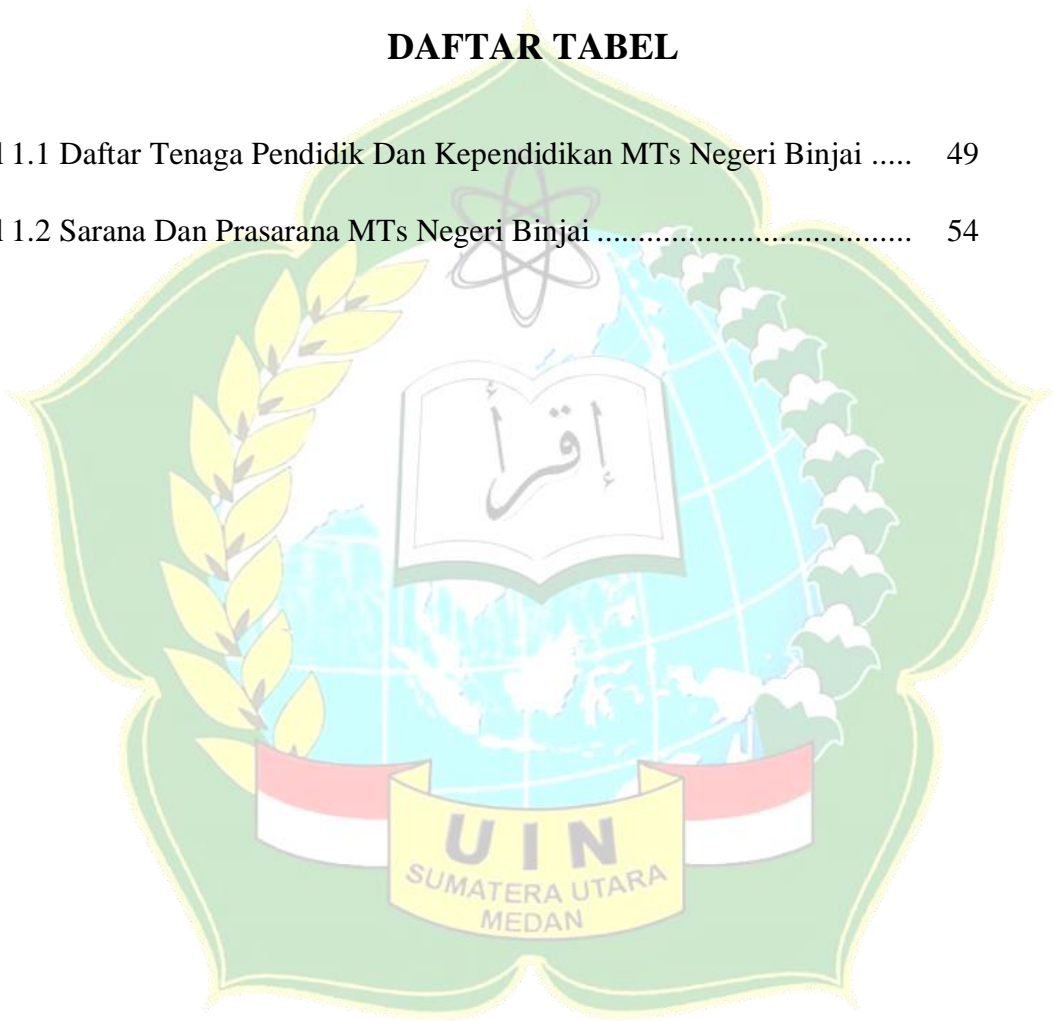 DAFTAR TABEL
l 1.1 Daftar Tenaga Pendidik Dan Kependidikan MTs Negeri Binjai ..... 49
l 1.2 Sarana Dan Prasarana MTs Negeri Binjai ...................................... 54
إقرأ
UIN
SUMATERA UTARA
MEDAN